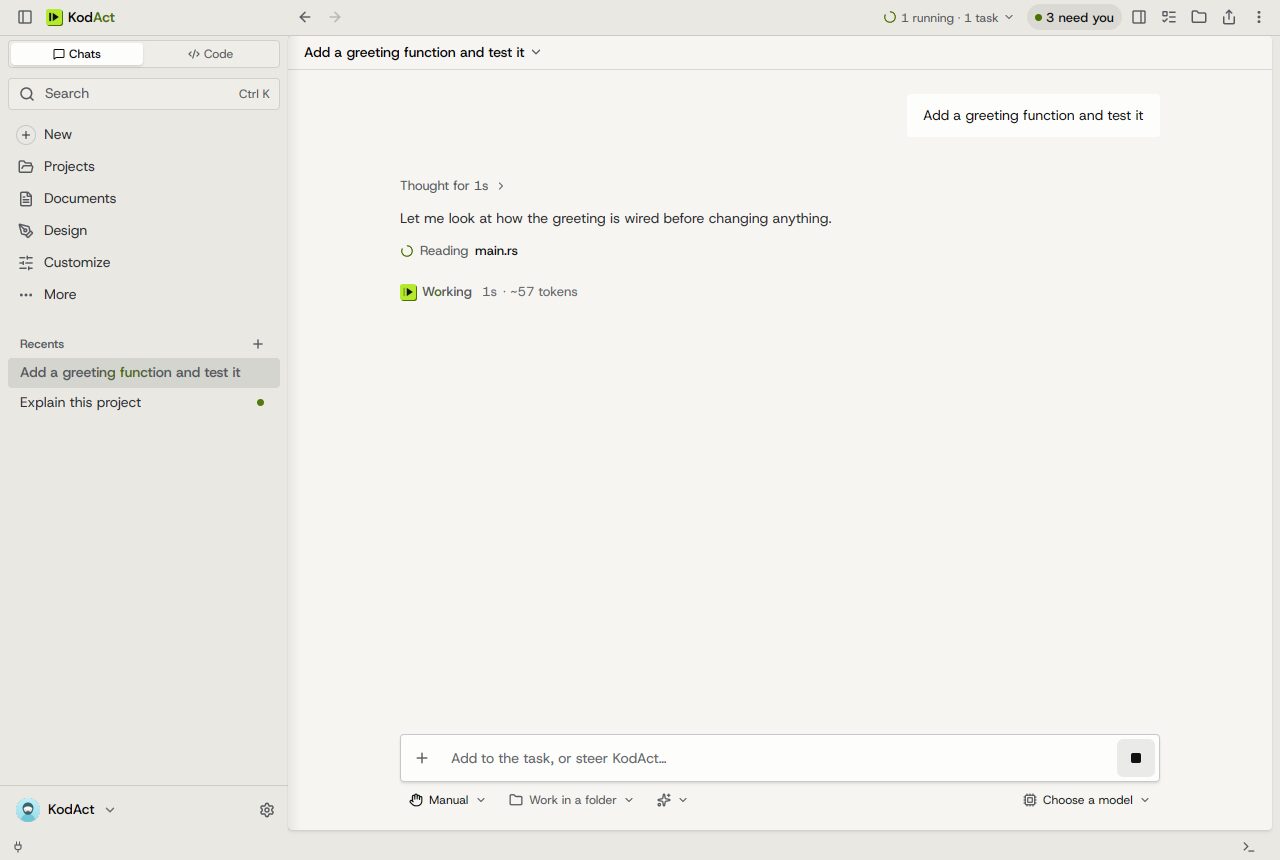 KodAct
1 running · 1 task
3 need you
Chats
Code
Search
Ctrl K
New
Projects
Documents
Design
Customize
More
Recents
Add a greeting function and test it
Explain this project
KodAct
Add a greeting function and test it
Add a greeting function and test it
Thought for 1s
Let me look at how the greeting is wired before changing anything.
Reading main.rs
Working 1s · ~57 tokens
Add to the task, or steer KodAct…
Manual
Work in a folder
Choose a model